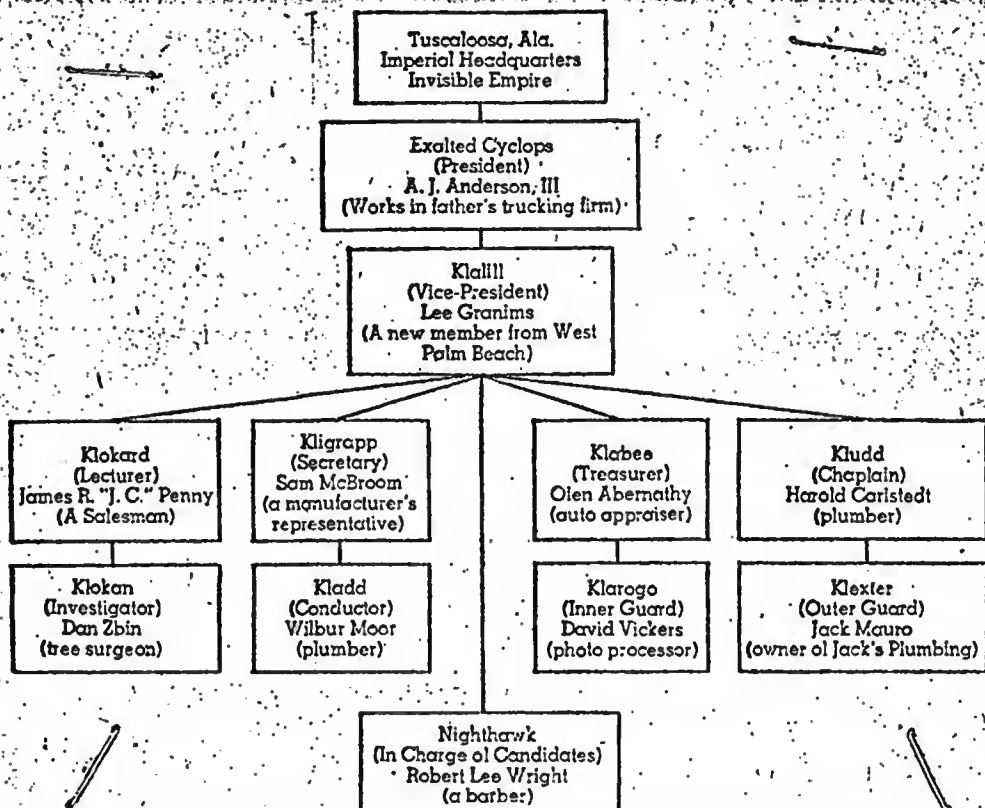 Tuscaloosa, Ala.
Imperial Headquarters
Invisible Empire
Exalted Cyclops
(President)
A. J. Anderson, III
(Works in father's trucking firm)
Klalill
(Vice-President)
Lee Granims
(A new member from West
Palm Beach)
Klokard
(Lecturer)
James R. "J. C." Penny
(A Salesman)
Kligrapp
(Secretary)
Sam McBroom
(a manufacturer's
representative)
Klabee
(Treasurer)
Olen Abernathy
(auto appraiser)
Kludd
(Chaplain)
Harold Carlstedt
(plumber)
Klokan
(Investigator)
Dan Zbin
(tree surgeon)
Kladd
(Conductor)
Wilbur Moor
(plumber)
Klarogo
(Inner Guard)
David Vickers
(photo processor)
Klexter
(Outer Guard)
Jack Mauro
(owner of Jack's Plumbing)
Nighthawk
(In Charge of Candidates)
Robert Lee Wright
(a barber)